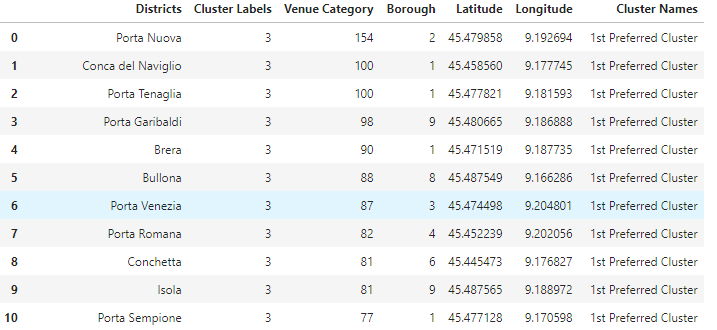 Districts Cluster Labels Venue Category Borough Latitude Longitude Cluster Names
0 Porta Nuova 3 154 2 45.479858 9.192694 1st Preferred Cluster
1 Conca del Naviglio 3 100 1 45.458560 9.177745 1st Preferred Cluster
2 Porta Tenaglia 3 100 1 45.477821 9.181593 1st Preferred Cluster
3 Porta Garibaldi 3 98 9 45.480665 9.186888 1st Preferred Cluster
4 Brera 3 90 1 45.471519 9.187735 1st Preferred Cluster
5 Bullona 3 88 8 45.487549 9.166286 1st Preferred Cluster
6 Porta Venezia 3 87 3 45.474498 9.204801 1st Preferred Cluster
7 Porta Romana 3 82 4 45.452239 9.202056 1st Preferred Cluster
8 Conchetta 3 81 6 45.445473 9.176827 1st Preferred Cluster
9 Isola 3 81 9 45.487565 9.188972 1st Preferred Cluster
10 Porta Sempione 3 77 1 45.477128 9.170598 1st Preferred Cluster